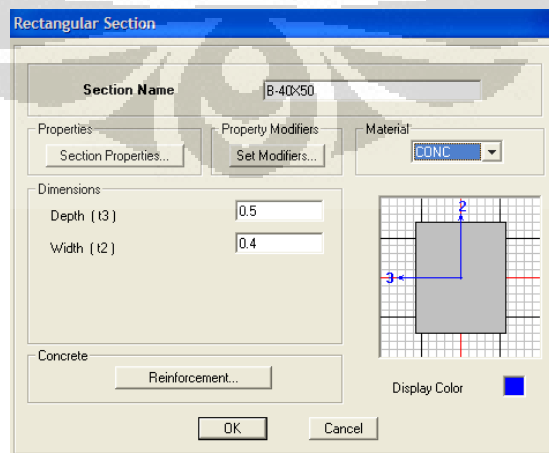 Rectangular Section
Section Name B-40X50
Properties
Section Properties...
Property Modifiers
Set Modifiers...
Material
CONC
Dimensions
Depth ( t3 ) 0.5
Width ( t2 ) 0.4
2
3
Concrete
Reinforcement...
Display Color
OK Cancel